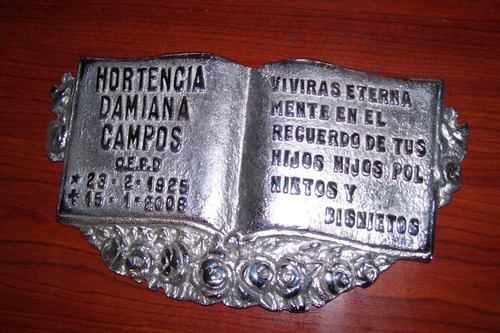 HORTENCIA
DAMIANA
CAMPOS
Q.E.P.D
★ 23-2-1925
✝ 15-1-2008
VIVIRAS ETERNA
MENTE EN EL
RECUERDO DE TUS
HIJOS HIJOS POL
NIETOS Y
BISNIETOS